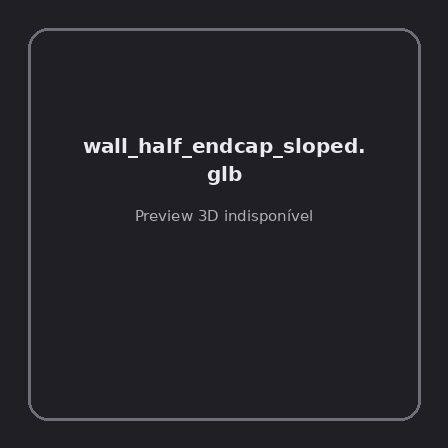 wall_half_endcap_sloped.
glb
Preview 3D indisponível